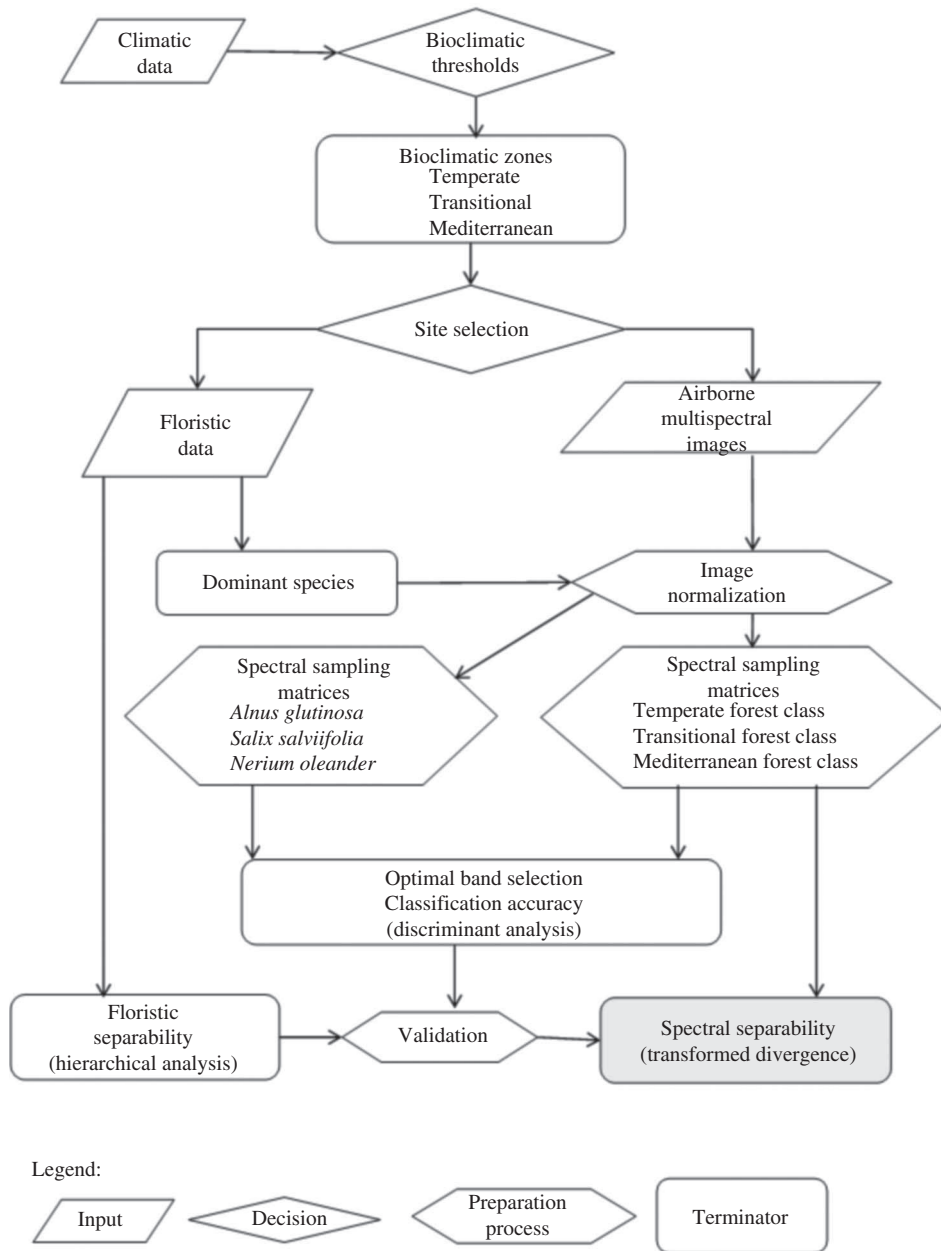 Climatic
data
Bioclimatic
thresholds
Bioclimatic zones
Temperate
Transitional
Mediterranean
Site selection
Floristic
data
Airborne
multispectral
images
Dominant species
Image
normalization
Spectral sampling
matrices
Alnus glutinosa
Salix salviifolia
Nerium oleander
Spectral sampling
matrices
Temperate forest class
Transitional forest class
Mediterranean forest class
Optimal band selection
Classification accuracy
(discriminant analysis)
Floristic
separability
(hierarchical analysis)
Validation
Spectral separability
(transformed divergence)
Legend:
Input
Decision
Preparation
process
Terminator